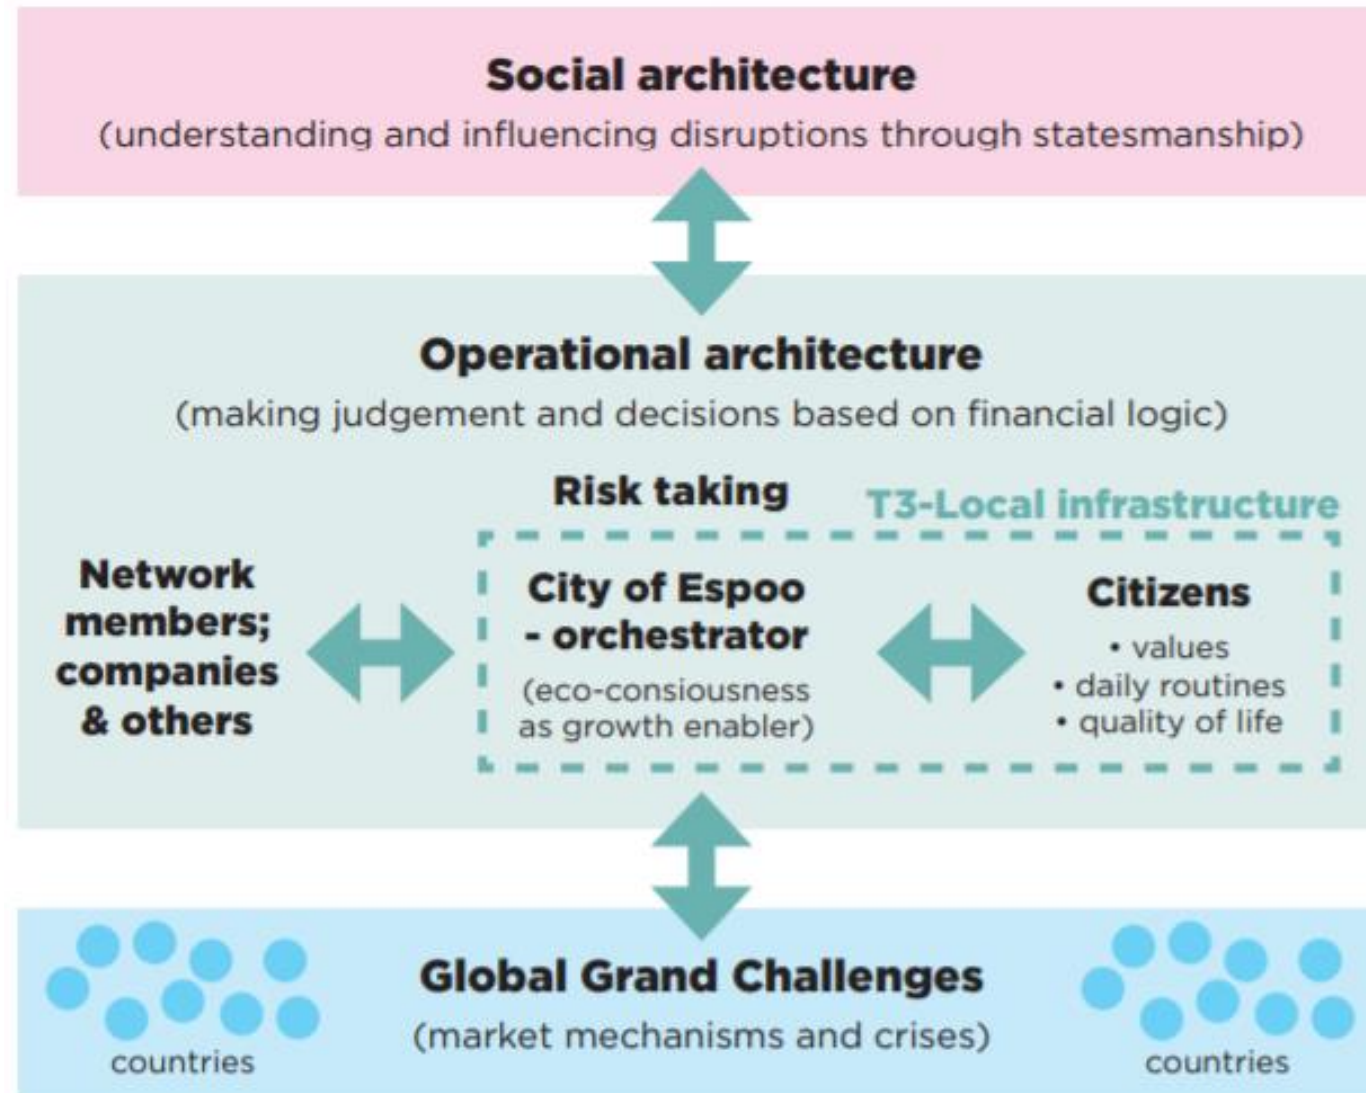 Social architecture
(understanding and influencing disruptions through statesmanship)
Operational architecture
(making judgement and decisions based on financial logic)
Risk taking
T3-Local infrastructure
Network
members;
companies
& others
City of Espoo
- orchestrator
(eco-consiousness
as growth enabler)
Citizens
• values
• daily routines
• quality of life
Global Grand Challenges
(market mechanisms and crises)
countries
countries